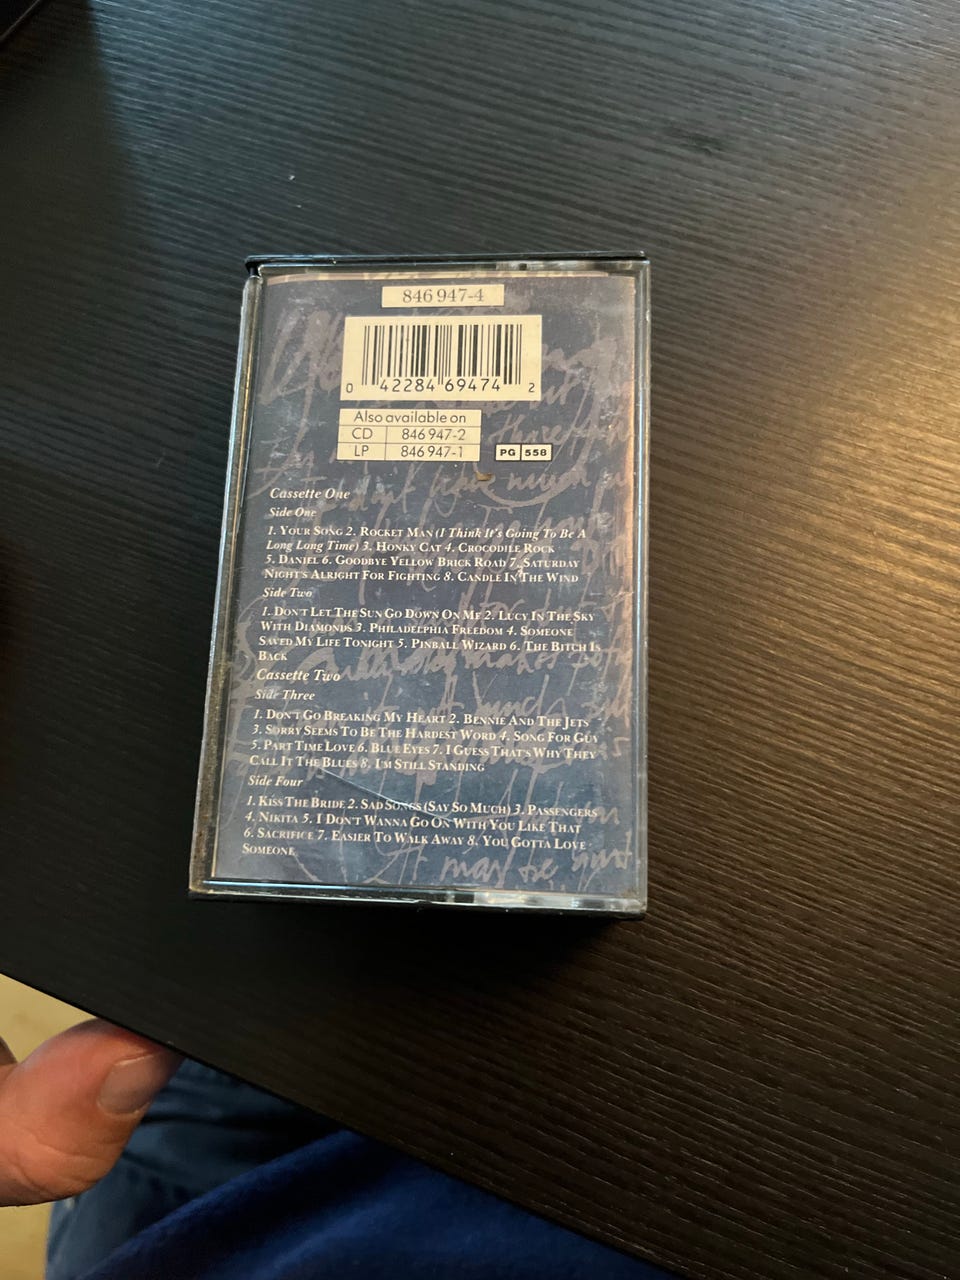 846 947-4
0 42284 69474 2
Also available on
CD 846 947-2
LP 846 947-1 PG 558
Cassette One
Side One
1. YOUR SONG 2. ROCKET MAN (I Think It's Going To Be A
Long Long Time) 3. HONKY CAT 4. CROCODILE ROCK
5. DANIEL 6. GOODBYE YELLOW BRICK ROAD 7. SATURDAY
NIGHT'S ALRIGHT FOR FIGHTING 8. CANDLE IN THE WIND
Side Two
1. DON'T LET THE SUN GO DOWN ON ME 2. LUCY IN THE SKY
WITH DIAMONDS 3. PHILADELPHIA FREEDOM 4. SOMEONE
SAVED MY LIFE TONIGHT 5. PINBALL WIZARD 6. THE BITCH IS
BACK
Cassette Two
Side Three
1. DON'T GO BREAKING MY HEART 2. BENNIE AND THE JETS
3. SORRY SEEMS TO BE THE HARDEST WORD 4. SONG FOR GUY
5. PART TIME LOVE 6. BLUE EYES 7. I GUESS THAT'S WHY THEY
CALL IT THE BLUES 8. I'M STILL STANDING
Side Four
1. KISS THE BRIDE 2. SAD SONGS (SAY SO MUCH) 3. PASSENGERS
4. NIKITA 5. I DON'T WANNA GO ON WITH YOU LIKE THAT
6. SACRIFICE 7. EASIER TO WALK AWAY 8. YOU GOTTA LOVE
SOMEONE
It may be